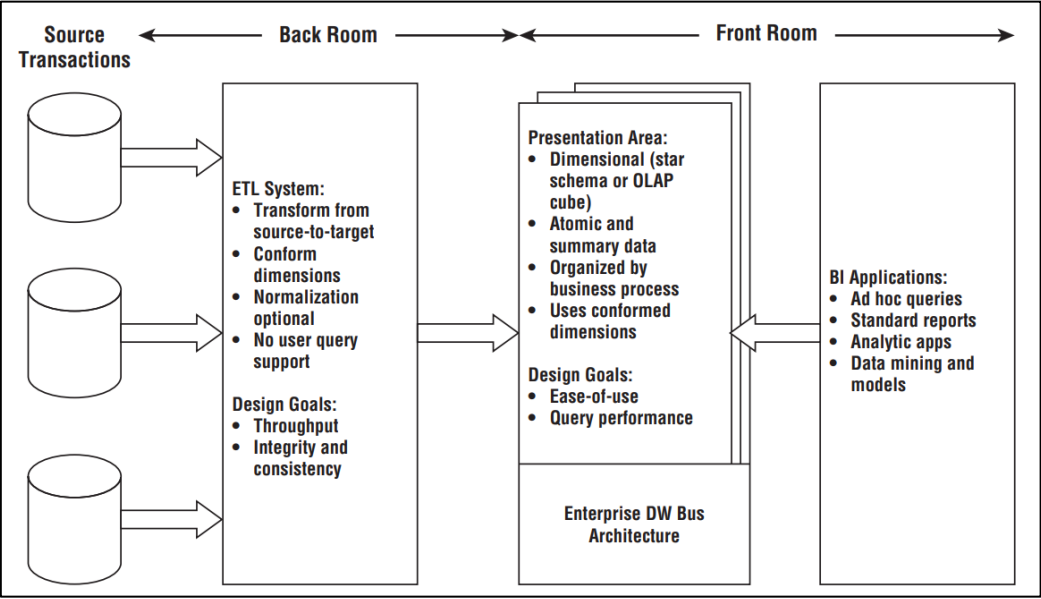 Source
Transactions
Back Room
Front Room
ETL System:
• Transform from
source-to-target
• Conform
dimensions
• Normalization
optional
• No user query
support
Design Goals:
• Throughput
• Integrity and
consistency
Presentation Area:
• Dimensional (star
schema or OLAP
cube)
• Atomic and
summary data
• Organized by
business process
• Uses conformed
dimensions
Design Goals:
• Ease-of-use
• Query performance
Enterprise DW Bus
Architecture
BI Applications:
• Ad hoc queries
• Standard reports
• Analytic apps
• Data mining and
models